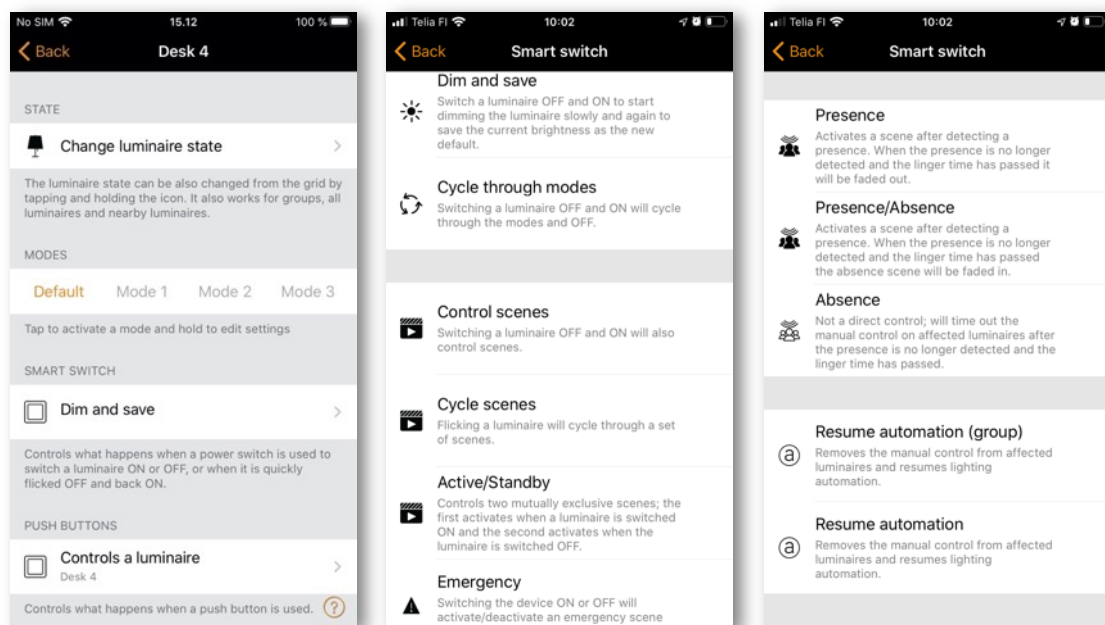 No SIM 15.12 100 %
Back Desk 4
STATE
Change luminaire state
The luminaire state can be also changed from the grid by
tapping and holding the icon. It also works for groups, all
luminaires and nearby luminaires.
MODES
Default Mode 1 Mode 2 Mode 3
Tap to activate a mode and hold to edit settings
SMART SWITCH
Dim and save
Controls what happens when a power switch is used to
switch a luminaire ON or OFF, or when it is quickly
flicked OFF and back ON.
PUSH BUTTONS
Controls a luminaire
Desk 4
Controls what happens when a push button is used. ?
Telia FI 10:02
Back Smart switch
Dim and save
Switch a luminaire OFF and ON to start
dimming the luminaire slowly and again to
save the current brightness as the new
default.
Cycle through modes
Switching a luminaire OFF and ON will cycle
through the modes and OFF.
Control scenes
Switching a luminaire OFF and ON will also
control scenes.
Cycle scenes
Flicking a luminaire will cycle through a set
of scenes.
Active/Standby
Controls two mutually exclusive scenes; the
first activates when a luminaire is switched
ON and the second activates when the
luminaire is switched OFF.
Emergency
Switching the device ON or OFF will
activate/deactivate an emergency scene
Telia FI 10:02
Back Smart switch
Presence
Activates a scene after detecting a
presence. When the presence is no longer
detected and the linger time has passed it
will be faded out.
Presence/Absence
Activates a scene after detecting a
presence. When the presence is no longer
detected and the linger time has passed
the absence scene will be faded in.
Absence
Not a direct control; will time out the
manual control on affected luminaires after
the presence is no longer detected and the
linger time has passed.
Resume automation (group)
Removes the manual control from affected
luminaires and resumes lighting
automation.
Resume automation
Removes the manual control from affected
luminaires and resumes lighting
automation.